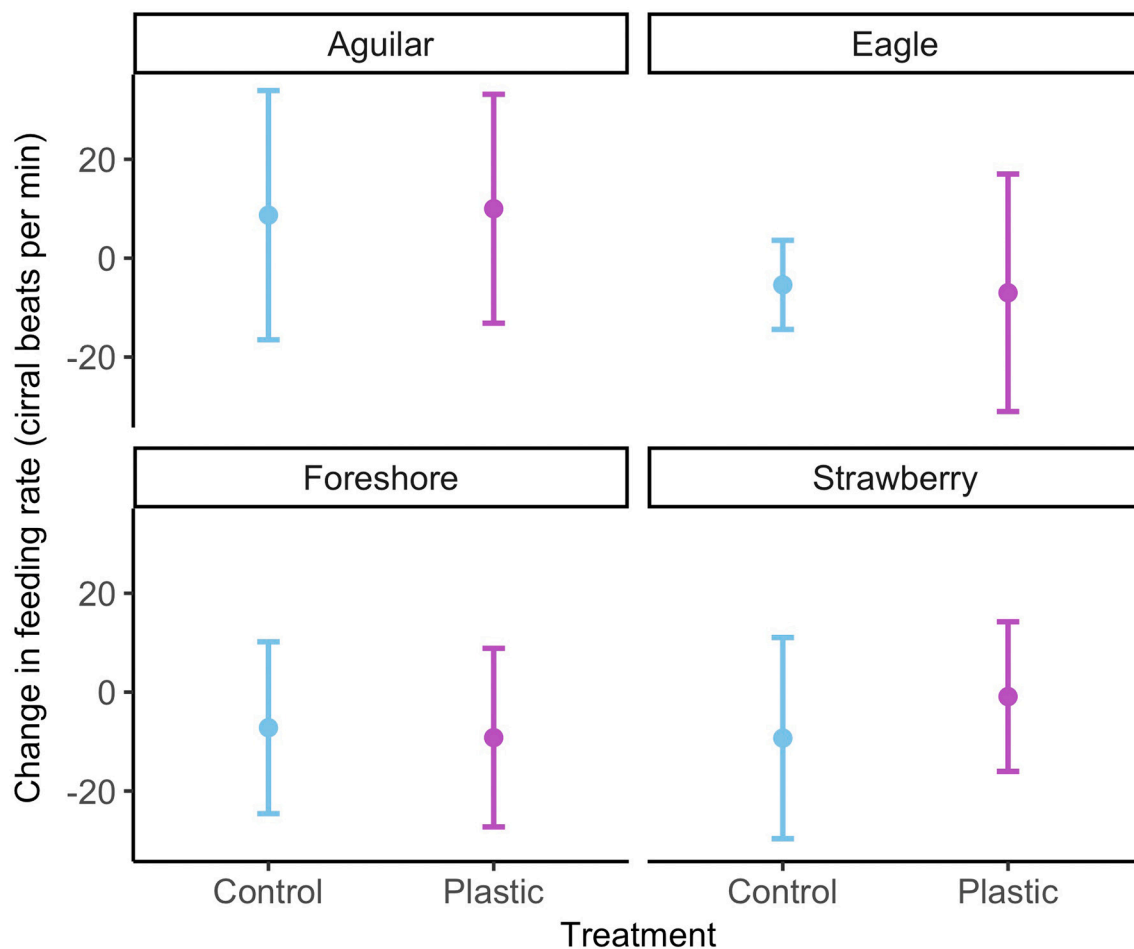 Aguilar
Eagle
Change in feeding rate (cirral beats per min)
20
0
-20
Foreshore
Strawberry
20
0
-20
Control
Plastic
Control
Plastic
Treatment